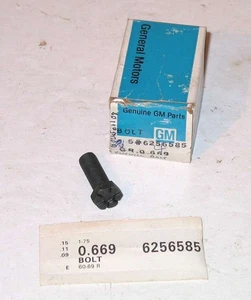 General Motors
Genuine GM Parts
BOLT
GM
6256585
GR.0.669
.15
.11
.09
1-75
0.669
6256585
BOLT
E
60-69 R